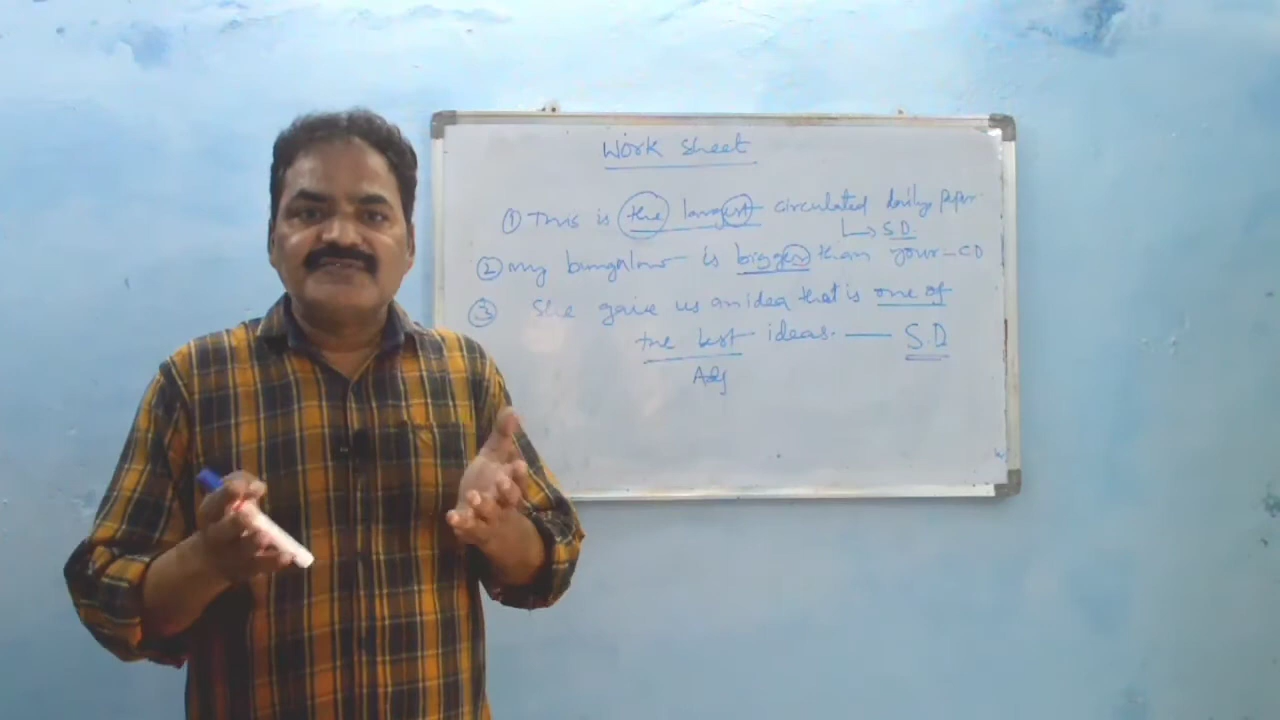 Work Sheet
① This is the largest circulated daily paper.
↳ S.D.
② My bungalow is bigger than your - CD
③ She gave us an idea that is one of
the best ideas. — S.D
Adj